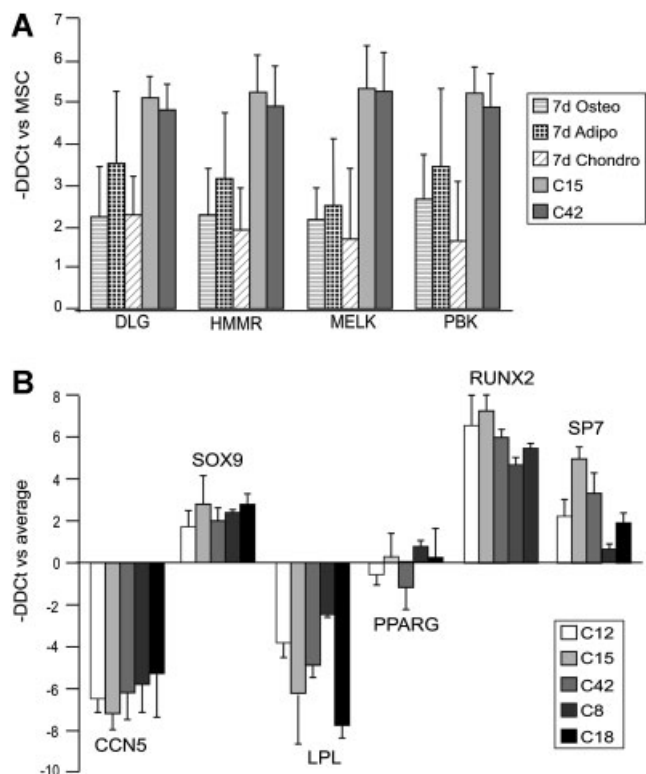 A
-DDCt vs MSC
7
6
5
4
3
2
1
0
DLG
HMMR
MELK
PBK
7d Osteo
7d Adipo
7d Chondro
C15
C42
B
-DDCt vs average
8
6
4
2
0
-2
-4
-6
-8
-10
CCN5
SOX9
LPL
PPARG
RUNX2
SP7
C12
C15
C42
C8
C18